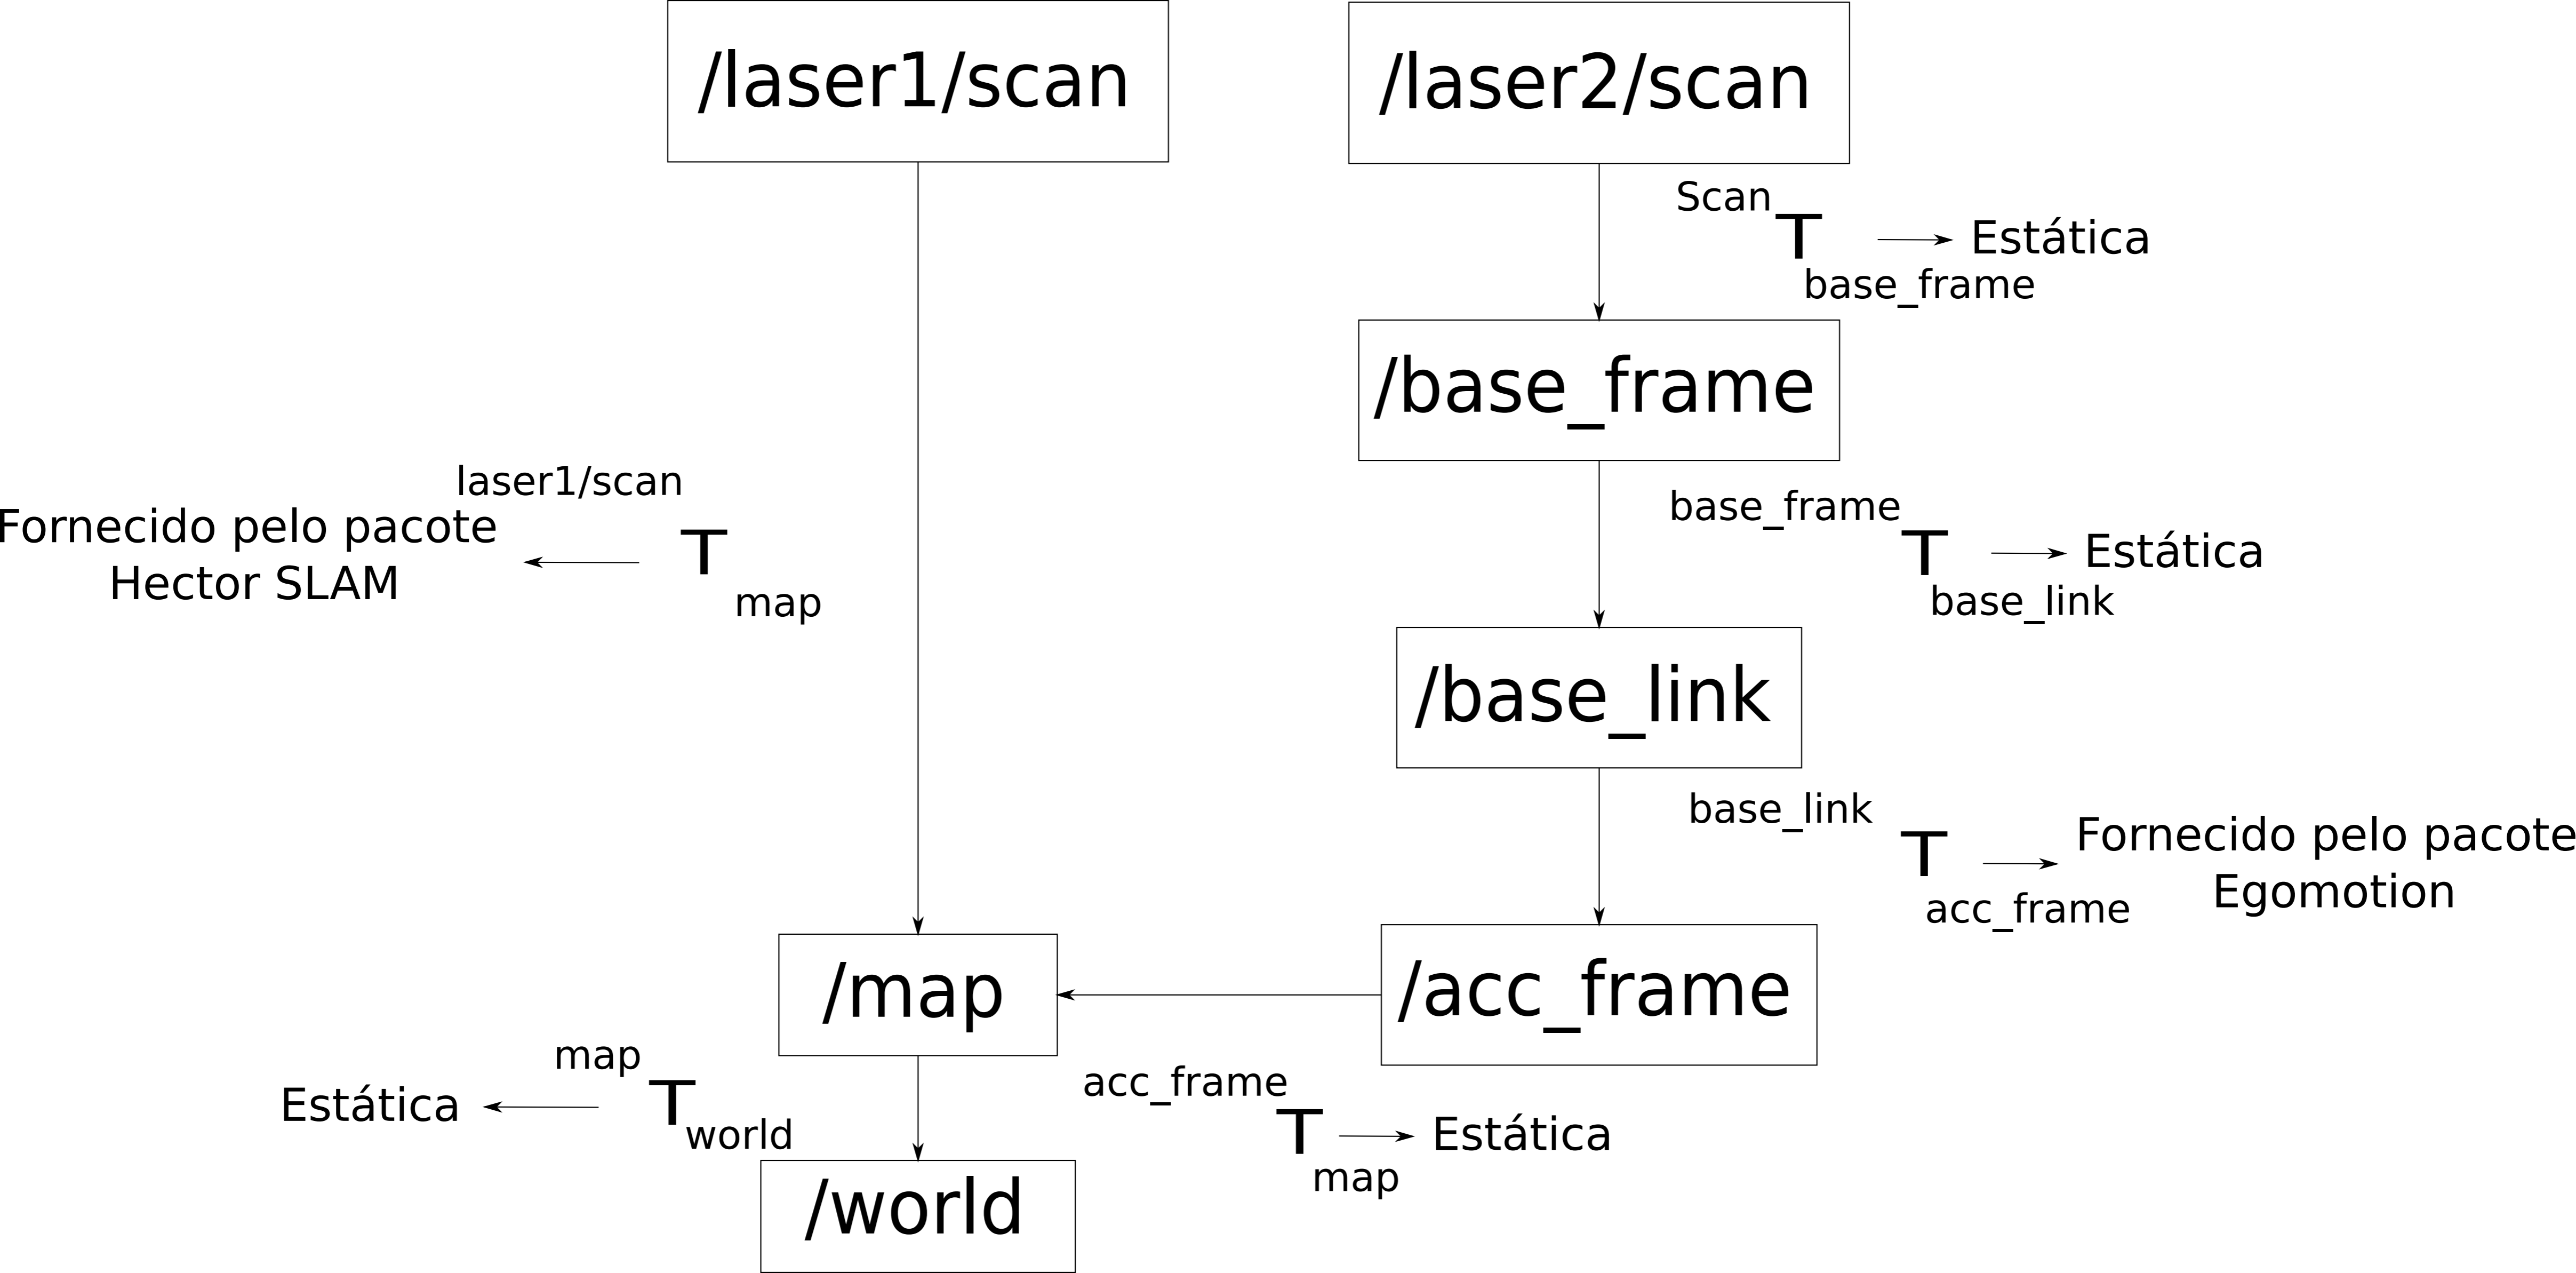 /laser1/scan
/laser2/scan
Scan
T
Estática
base_frame
/base_frame
laser1/scan
Fornecido pelo pacote
Hector SLAM
T
map
base_frame
T
Estática
base_link
/base_link
base_link
T
Fornecido pelo pacote
Egomotion
acc_frame
/map
/acc_frame
map
Estática
T
world
acc_frame
T
Estática
map
/world